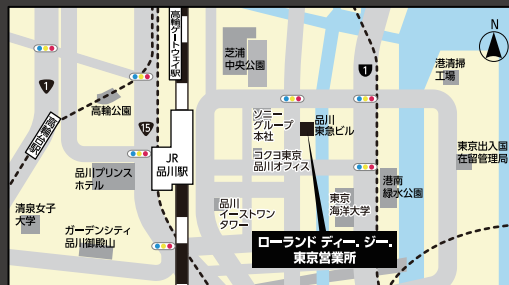 高輪ゲートウェイ駅
N
芝浦
中央公園
1
港清掃
工場
1
高輪公園
高輪台駅
15
ソニー
グループ
本社
品川
東急ビル
JR
品川駅
コクヨ東京
品川オフィス
東京出入国
在留管理局
品川プリンス
ホテル
港南
緑水公園
東京
海洋大学
清泉女子
大学
品川
イーストワン
タワー
ガーデンシティ
品川御殿山
ローランド ディー. ジー.
東京営業所